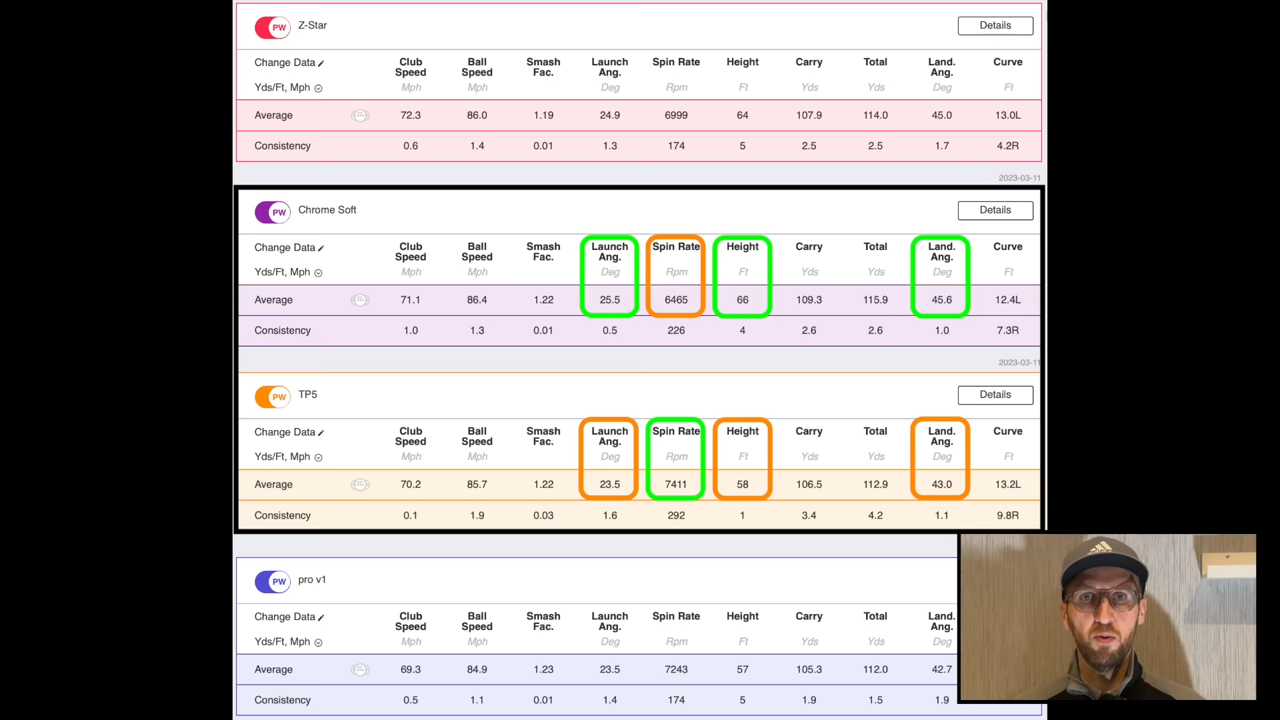 PW Z-Star Details
Change Data Club Speed Ball Speed Smash Fac. Launch Ang. Spin Rate Height Carry Total Land. Ang. Curve
Yds/Ft, Mph Mph Mph Deg Rpm Ft Yds Yds Deg Ft
Average 72.3 86.0 1.19 24.9 6999 64 107.9 114.0 45.0 13.0L
Consistency 0.6 1.4 0.01 1.3 174 5 2.5 2.5 1.7 4.2R
2023-03-11
PW Chrome Soft Details
Change Data Club Speed Ball Speed Smash Fac. Launch Ang. Spin Rate Height Carry Total Land. Ang. Curve
Yds/Ft, Mph Mph Mph Deg Rpm Ft Yds Yds Deg Ft
Average 71.1 86.4 1.22 25.5 6465 66 109.3 115.9 45.6 12.4L
Consistency 1.0 1.3 0.01 0.5 226 4 2.6 2.6 1.0 7.3R
2023-03-11
PW TP5 Details
Change Data Club Speed Ball Speed Smash Fac. Launch Ang. Spin Rate Height Carry Total Land. Ang. Curve
Yds/Ft, Mph Mph Mph Deg Rpm Ft Yds Yds Deg Ft
Average 70.2 85.7 1.22 23.5 7411 58 106.5 112.9 43.0 13.2L
Consistency 0.1 1.9 0.03 1.6 292 1 3.4 4.2 1.1 9.8R
PW pro v1
Change Data Club Speed Ball Speed Smash Fac. Launch Ang. Spin Rate Height Carry Total Land. Ang.
Yds/Ft, Mph Mph Mph Deg Rpm Ft Yds Yds Deg
Average 69.3 84.9 1.23 23.5 7243 57 105.3 112.0 42.7
Consistency 0.5 1.1 0.01 1.4 174 5 1.9 1.5 1.9